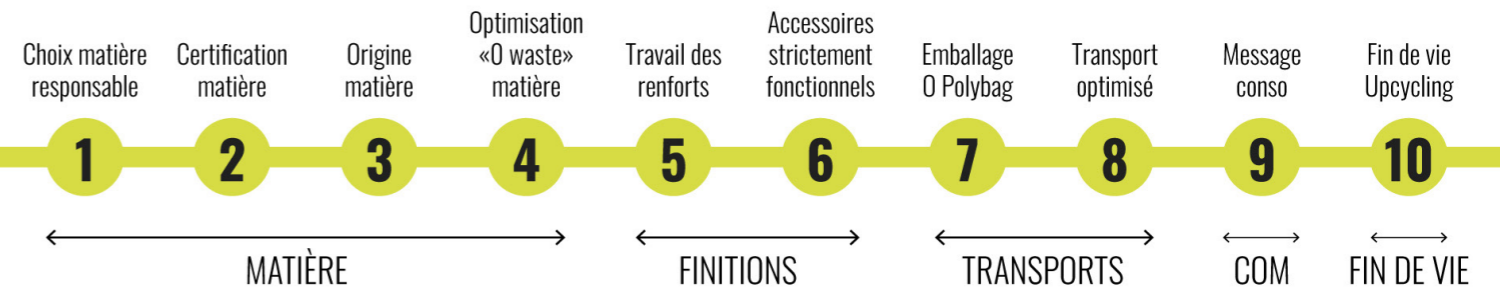 Choix matière
responsable
Certification
matière
Origine
matière
Optimisation
«0 waste»
matière
Travail des
renforts
Accessoires
strictement
fonctionnels
Emballage
0 Polybag
Transport
optimisé
Message
conso
Fin de vie
Upcycling
1
2
3
4
5
6
7
8
9
10
MATIÈRE
FINITIONS
TRANSPORTS
COM
FIN DE VIE